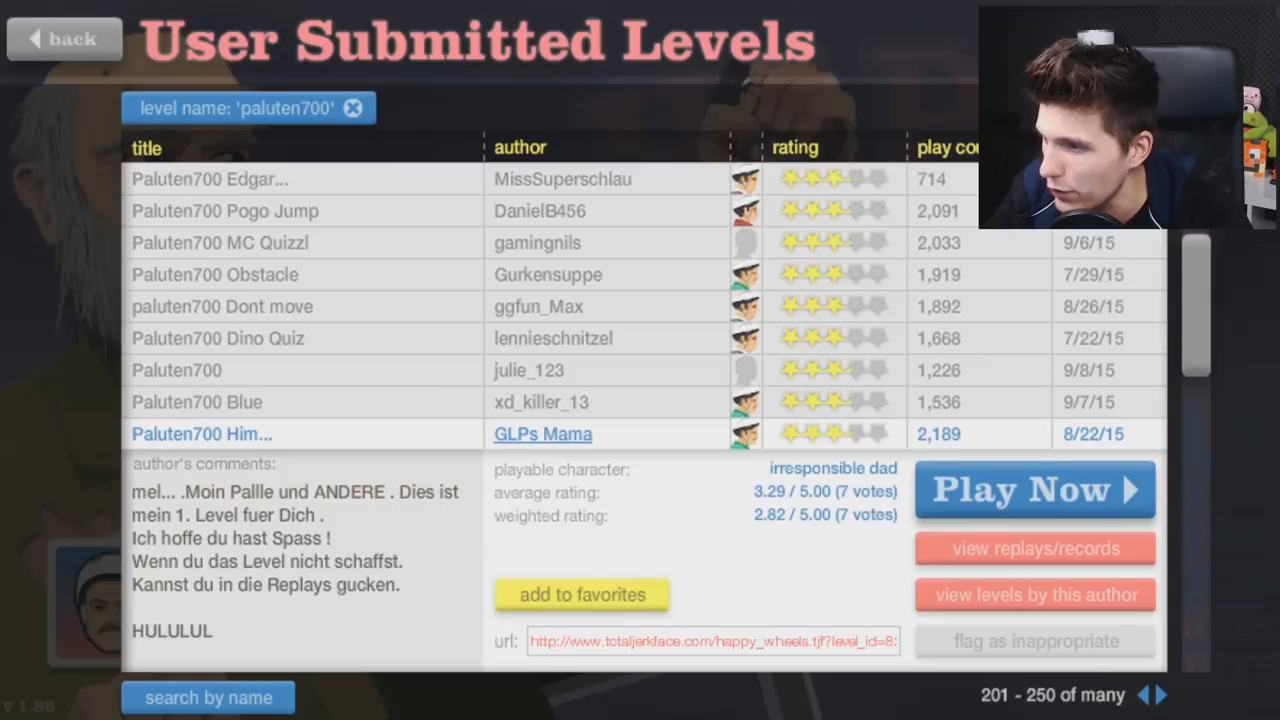 back
User Submitted Levels
level name: 'paluten700'
title author rating play cou
Paluten700 Edgar... MissSuperschlau 714
Paluten700 Pogo Jump DanielB456 2,091
Paluten700 MC Quizzl gamingnils 2,033 9/6/15
Paluten700 Obstacle Gurkensuppe 1,919 7/29/15
paluten700 Dont move ggfun_Max 1,892 8/26/15
Paluten700 Dino Quiz lennieschnitzel 1,668 7/22/15
Paluten700 julie_123 1,226 9/8/15
Paluten700 Blue xd_killer_13 1,536 9/7/15
Paluten700 Him... GLPs Mama 2,189 8/22/15
author's comments:
mel... .Moin Pallle und ANDERE . Dies ist
mein 1. Level fuer Dich .
Ich hoffe du hast Spass !
Wenn du das Level nicht schaffst.
Kannst du in die Replays gucken.
HULULUL
playable character: irresponsible dad
average rating: 3.29 / 5.00 (7 votes)
weighted rating: 2.82 / 5.00 (7 votes)
add to favorites
url: http://www.totaljerkface.com/happy_wheels.tjf?level_id=8
Play Now
view replays/records
view levels by this author
flag as inappropriate
search by name
201 - 250 of many
v 1.86